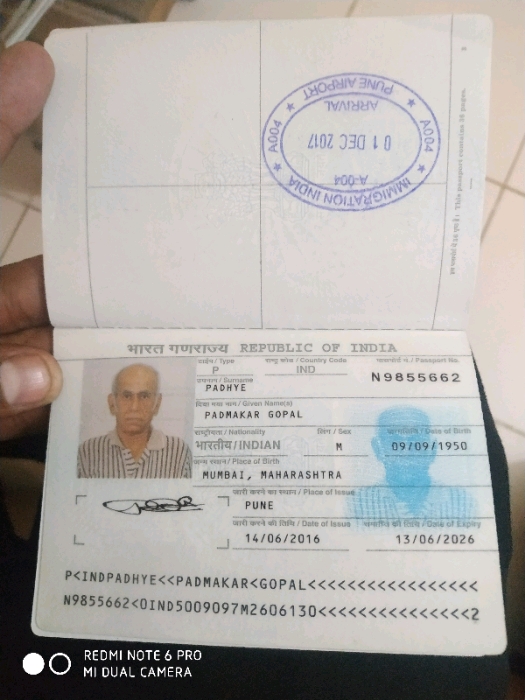 IMMIGRATION INDIA
A-004
01 DEC 2017
ARRIVAL
PUNE AIRPORT
A004
A004
This passport contains 36 pages.
भारत गणराज्य REPUBLIC OF INDIA
टाईप / Type
राष्ट्र कोड / Country Code
पासपोर्ट नं. / Passport No.
P
IND
N9855662
उपनाम / Surname
PADHYE
दिया गया नाम / Given Name(s)
PADMAKAR GOPAL
राष्ट्रीयता / Nationality
लिंग / Sex
जन्मतिथि / Date of Birth
भारतीय / INDIAN
M
09/09/1950
जन्म स्थान / Place of Birth
MUMBAI, MAHARASHTRA
जारी करने का स्थान / Place of Issue
PUNE
जारी करने की तिथि / Date of Issue
समाप्ति की तिथि / Date of Expiry
14/06/2016
13/06/2026
P<INDPADHYE<<PADMAKAR<GOPAL<<<<<<<<<<<<<<<<<
N9855662<0IND5009097M2606130<<<<<<<<<<<<<<<2
REDMI NOTE 6 PRO
MI DUAL CAMERA